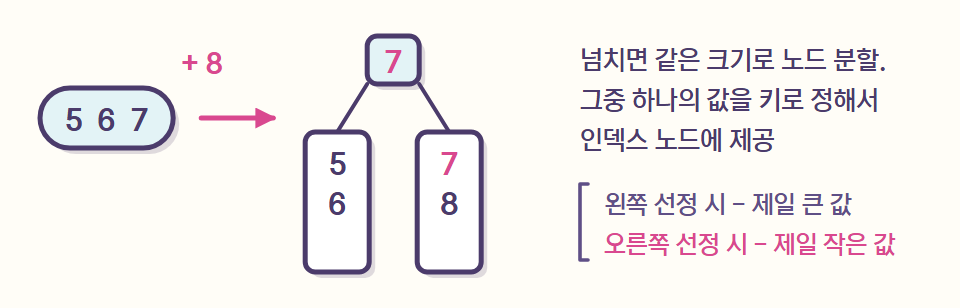 + 8
5 6 7
7
5
6
7
8
넘치면 같은 크기로 노드 분할.
그중 하나의 값을 키로 정해서
인덱스 노드에 제공
왼쪽 선정 시 – 제일 큰 값
오른쪽 선정 시 – 제일 작은 값